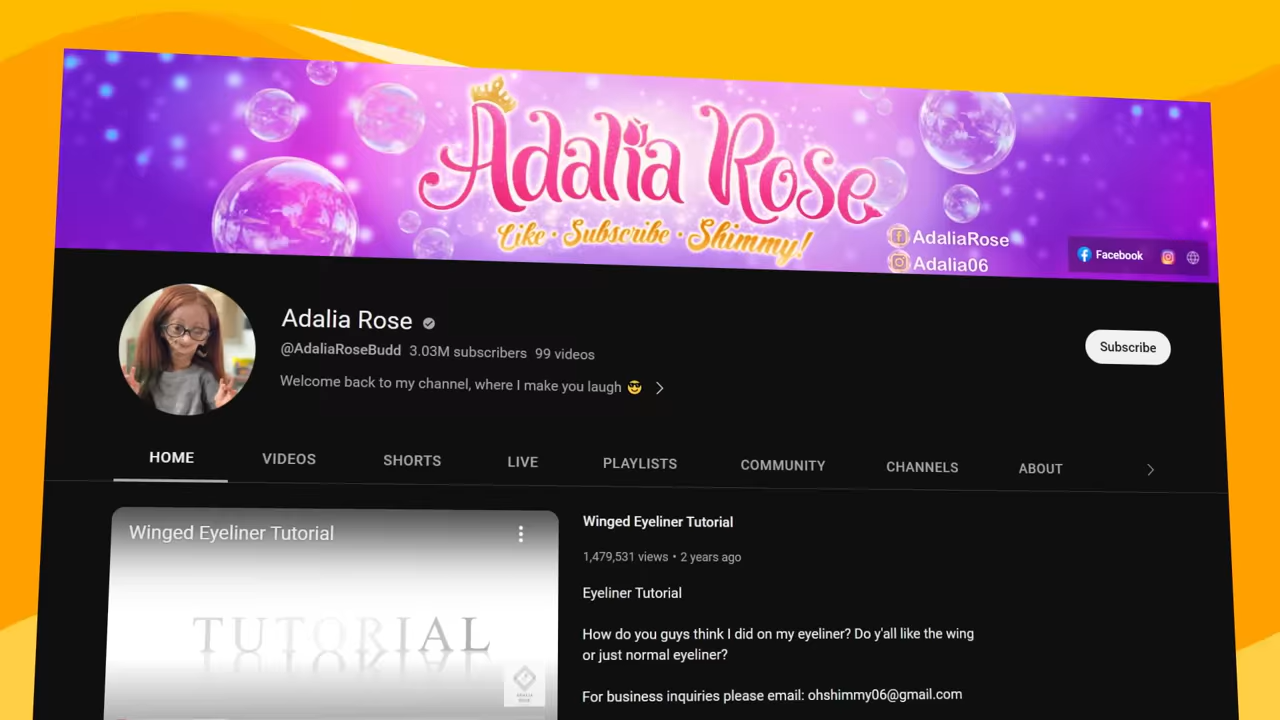 Adalia Rose
Like · Subscribe · Shimmy!
AdaliaRose
Adalia06
Facebook
Adalia Rose
@AdaliaRoseBudd 3.03M subscribers 99 videos
Welcome back to my channel, where I make you laugh 😎
Subscribe
HOME VIDEOS SHORTS LIVE PLAYLISTS COMMUNITY CHANNELS ABOUT
Winged Eyeliner Tutorial
TUTORIAL
ADALIA
ROSE
Winged Eyeliner Tutorial
1,479,531 views • 2 years ago
Eyeliner Tutorial
How do you guys think I did on my eyeliner? Do y'all like the wing
or just normal eyeliner?
For business inquiries please email: ohshimmy06@gmail.com